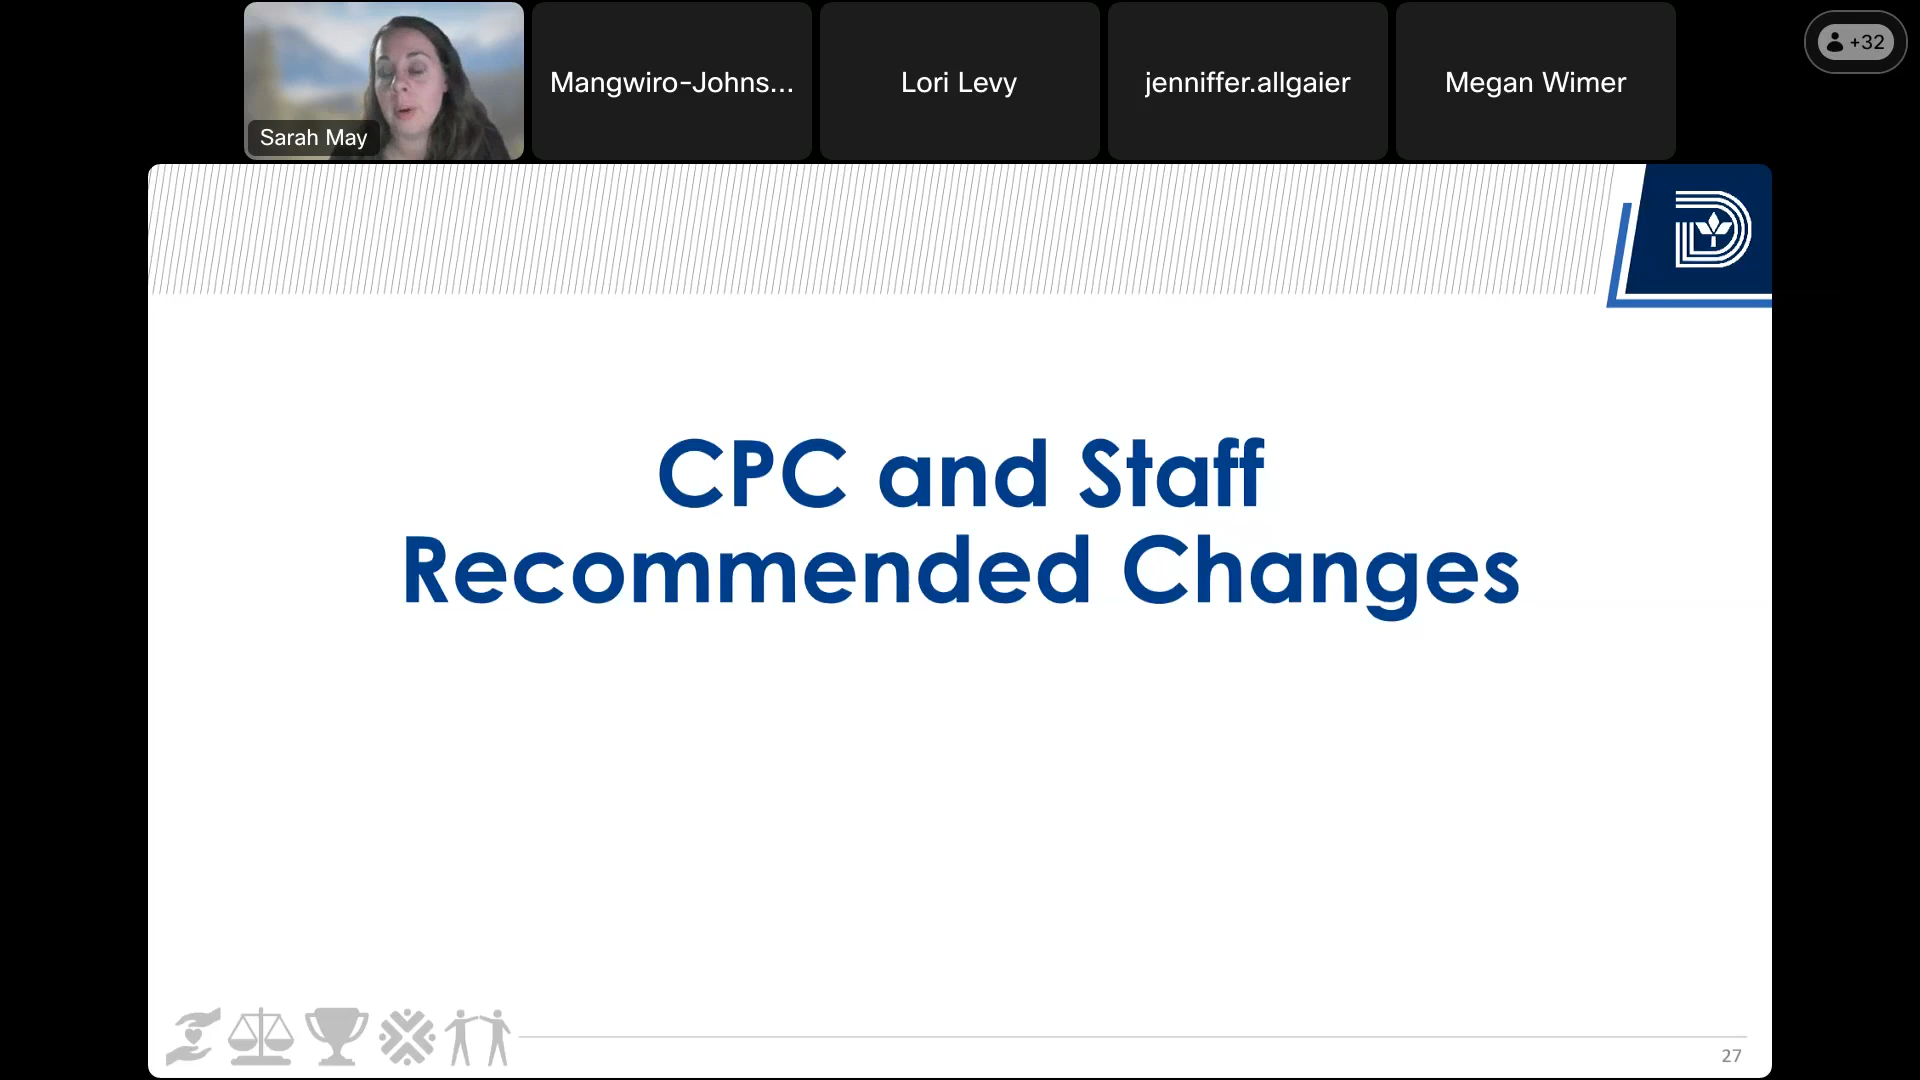 Sarah May
Mangwiro-Johns...
Lori Levy
jenniffer.allgaier
Megan Wimer
+32
CPC and Staff
Recommended Changes
27